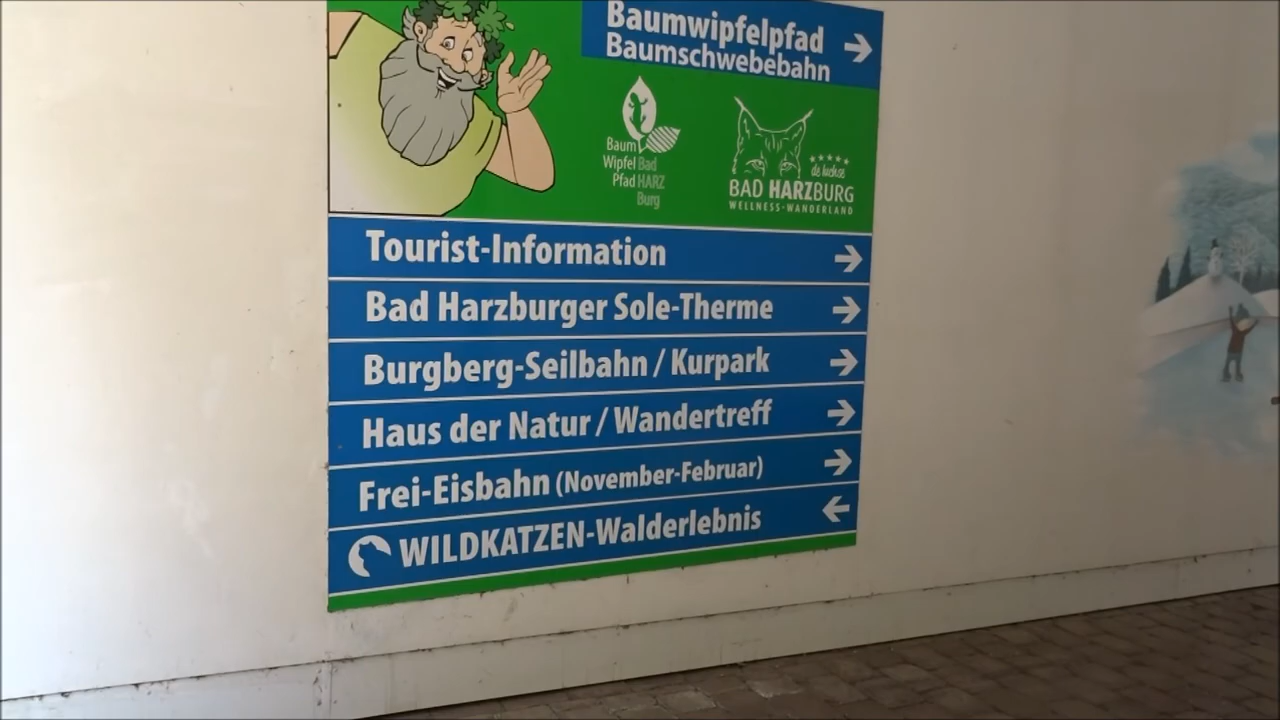 Baumwipfelpfad
Baumschwebebahn
Baum
Wipfel Bad
Pfad HARZ
Burg
de luchse
BAD HARZBURG
WELLNESS-WANDERLAND
Tourist-Information
Bad Harzburger Sole-Therme
Burgberg-Seilbahn / Kurpark
Haus der Natur / Wandertreff
Frei-Eisbahn (November-Februar)
WILDKATZEN-Walderlebnis